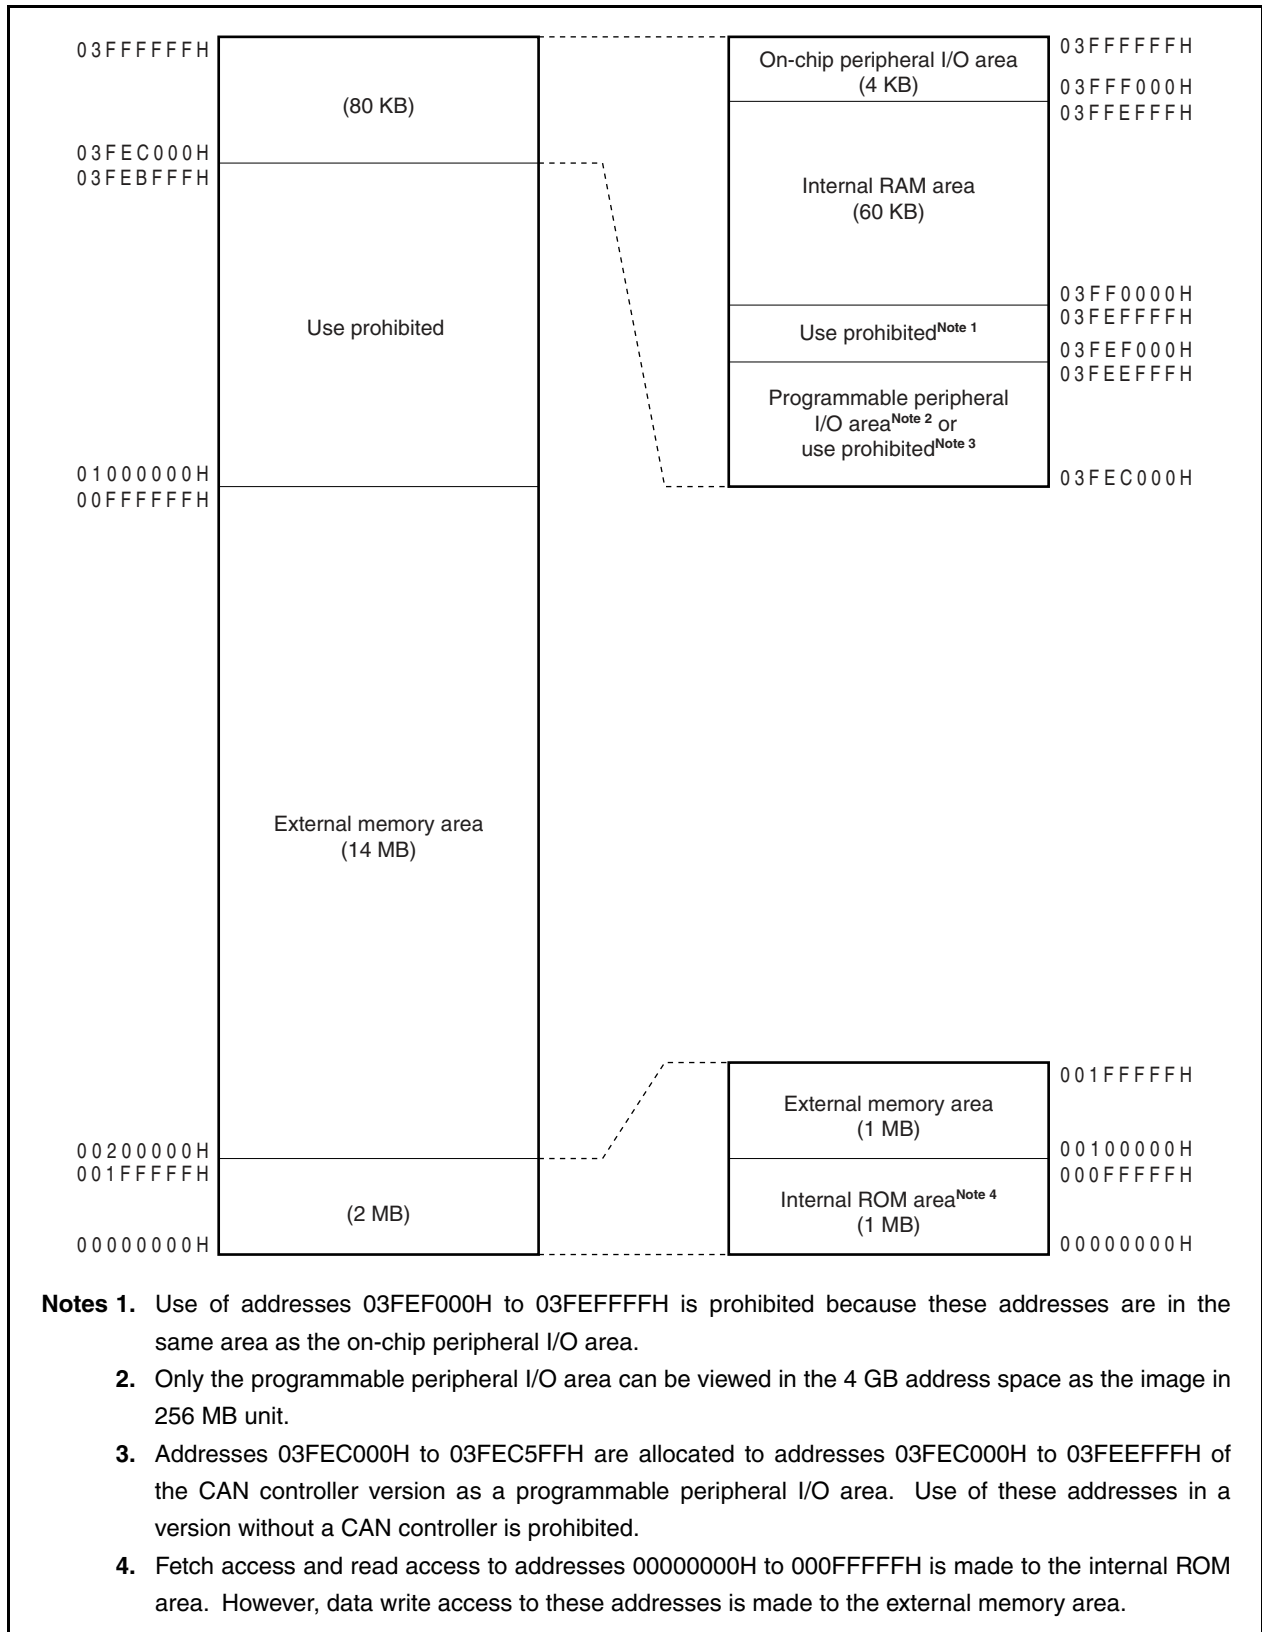 03FFFFFFH
(80 KB)
03FEC000H
03FEBFFFH
Use prohibited
01000000H
00FFFFFFH
External memory area
(14 MB)
00200000H
001FFFFFH
(2 MB)
00000000H
On-chip peripheral I/O area
(4 KB)
03FFFFFFH
03FFF000H
03FFEFFFH
Internal RAM area
(60 KB)
03FF0000H
03FEFFFFH
Use prohibitedNote 1
03FEF000H
03FEEFFFH
Programmable peripheral
I/O areaNote 2 or
use prohibitedNote 3
03FEC000H
001FFFFFH
External memory area
(1 MB)
00100000H
000FFFFFH
Internal ROM areaNote 4
(1 MB)
00000000H
Notes 1. Use of addresses 03FEF000H to 03FEFFFFH is prohibited because these addresses are in the
same area as the on-chip peripheral I/O area.
2. Only the programmable peripheral I/O area can be viewed in the 4 GB address space as the image in
256 MB unit.
3. Addresses 03FEC000H to 03FEC5FFH are allocated to addresses 03FEC000H to 03FEEFFFH of
the CAN controller version as a programmable peripheral I/O area. Use of these addresses in a
version without a CAN controller is prohibited.
4. Fetch access and read access to addresses 00000000H to 000FFFFFH is made to the internal ROM
area. However, data write access to these addresses is made to the external memory area.